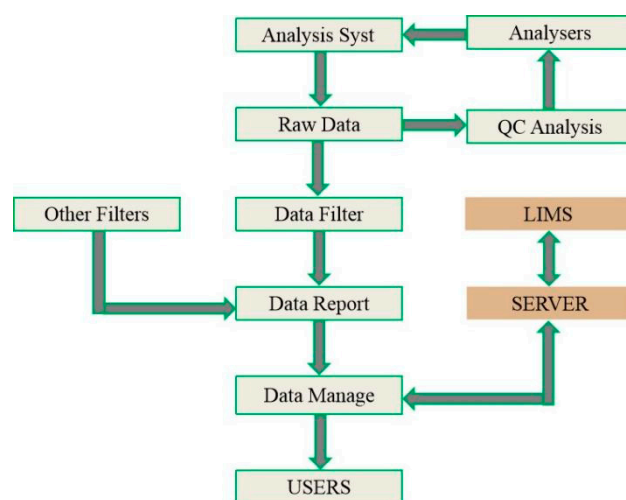 Analysis Syst
Analysers
Raw Data
QC Analysis
Other Filters
Data Filter
LIMS
Data Report
SERVER
Data Manage
USERS